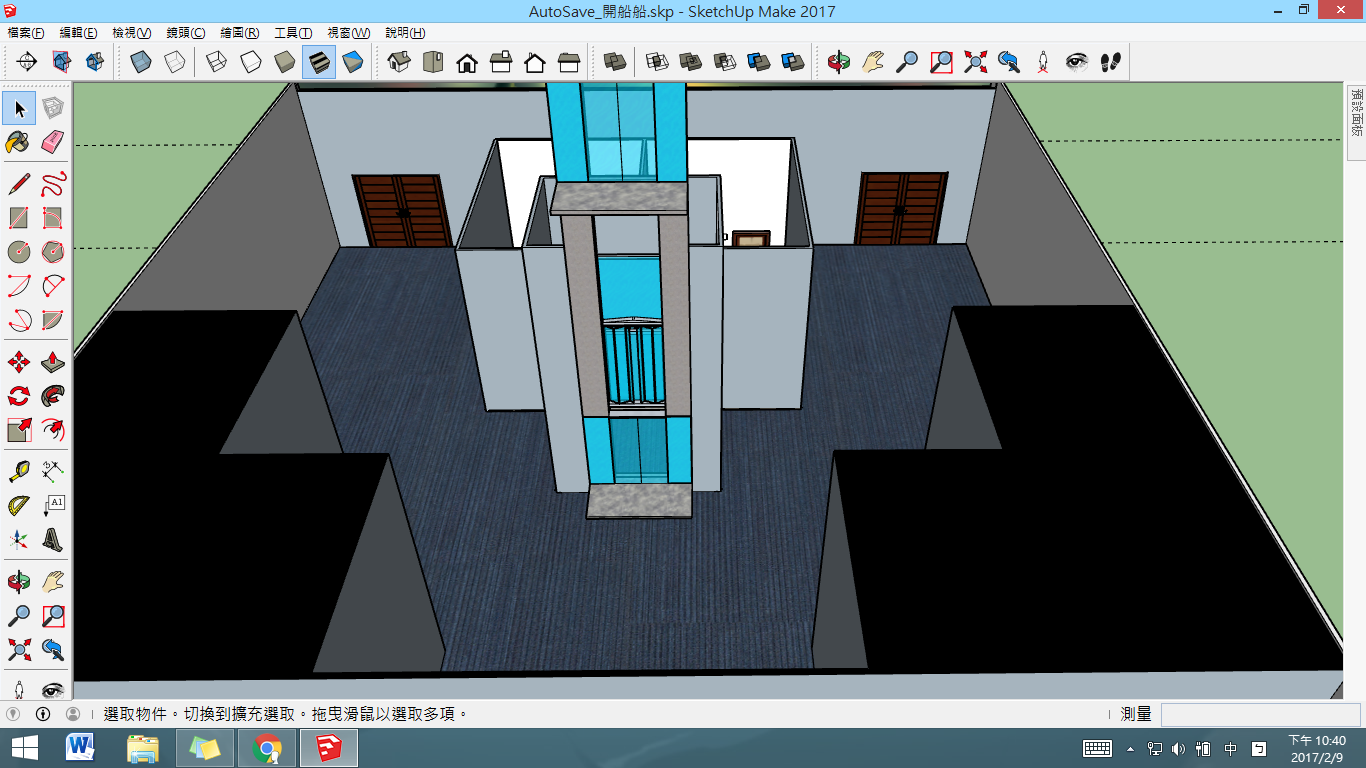 AutoSave_開船船.skp - SketchUp Make 2017
檔案(F) 編輯(E) 檢視(V) 鏡頭(C) 繪圖(R) 工具(T) 視窗(W) 說明(H)
預設面板
A1
選取物件。切換到擴充選取。拖曳滑鼠以選取多項。
測量
中
下午 10:40
2017/2/9